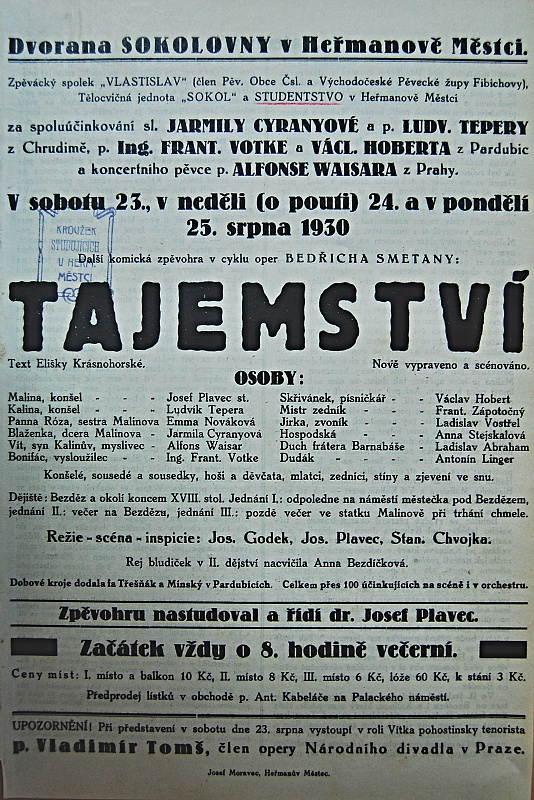 Dvorana SOKOLOVNY v Heřmanově Městci.
Zpěvácký spolek „VLASTISLAV“ (člen Pěv. Obce Čsl. a Východočeské Pěvecké župy Fibichovy),
Tělocvičná jednota „SOKOL“ a STUDENTSTVO v Heřmanově Městci
za spoluúčinkování sl. JARMILY CYRANYOVÉ a p. LUDV. TEPERY
z Chrudimě, p. Ing. FRANT. VOTKE a VÁCL. HOBERTA z Pardubic
a koncertního pěvce p. ALFONSE WAISARA z Prahy.
V sobotu 23., v neděli (o pouti) 24. a v pondělí
25. srpna 1930
KROUŽEK
STUDUJÍCÍCH
U HEŘM.
MĚSTCI
Další komická zpěvohra v cyklu oper BEDŘICHA SMETANY:
TAJEMSTVÍ
Text Elišky Krásnohorské. Nově vypraveno a scénováno.
OSOBY:
Malina, konšel - - - Josef Plavec st.
Kalina, konšel - - - Ludvík Tepera
Panna Róza, sestra Malinova Emma Nováková
Blaženka, dcera Malinova - Jarmila Cyranyová
Vít, syn Kalinův, myslivec - Alfons Waisar
Bonifác, vysloužilec - - Ing. Frant. Votke
Skřivánek, písničkář - - Václav Hobert
Mistr zedník - - - Frant. Zápotočný
Jirka, zvoník - - - Ladislav Vostřel
Hospodská - - - Anna Stejskalová
Duch frátera Barnabáše - Ladislav Abraham
Dudák - - - - Antonín Linger
Konšelé, sousedé a sousedky, hoši a děvčata, mlatci, zedníci, stíny a zjevení ve snu.
Dějiště: Bezděz a okolí koncem XVIII. stol. Jednání I.: odpoledne na náměstí městečka pod Bezdězem,
jednání II.: večer na Bezdězu, jednání III.: pozdě večer ve statku Malinově při trhání chmele.
Režie - scéna - inspicie: Jos. Godek, Jos. Plavec, Stan. Chvojka.
Rej bludiček v II. dějství nacvičila Anna Bezdíčková.
Dobové kroje dodala fa Třešňák a Minský v Pardubicích. Celkem přes 100 účinkujících na scéně i v orchestru.
Zpěvohru nastudoval a řídí dr. Josef Plavec.
Začátek vždy o 8. hodině večerní.
Ceny míst: I. místo a balkon 10 Kč, II. místo 8 Kč, III. místo 6 Kč, lóže 60 Kč, k stání 3 Kč.
Předprodej lístků v obchodě p. Ant. Kabeláče na Palackého náměstí.
UPOZORNĚNÍ! Při představení v sobotu dne 23. srpna vystoupí v roli Vítka pohostinsky tenorista
p. Vladimír Tomš, člen opery Národního divadla v Praze.
Josef Moravec, Heřmanův Městec.